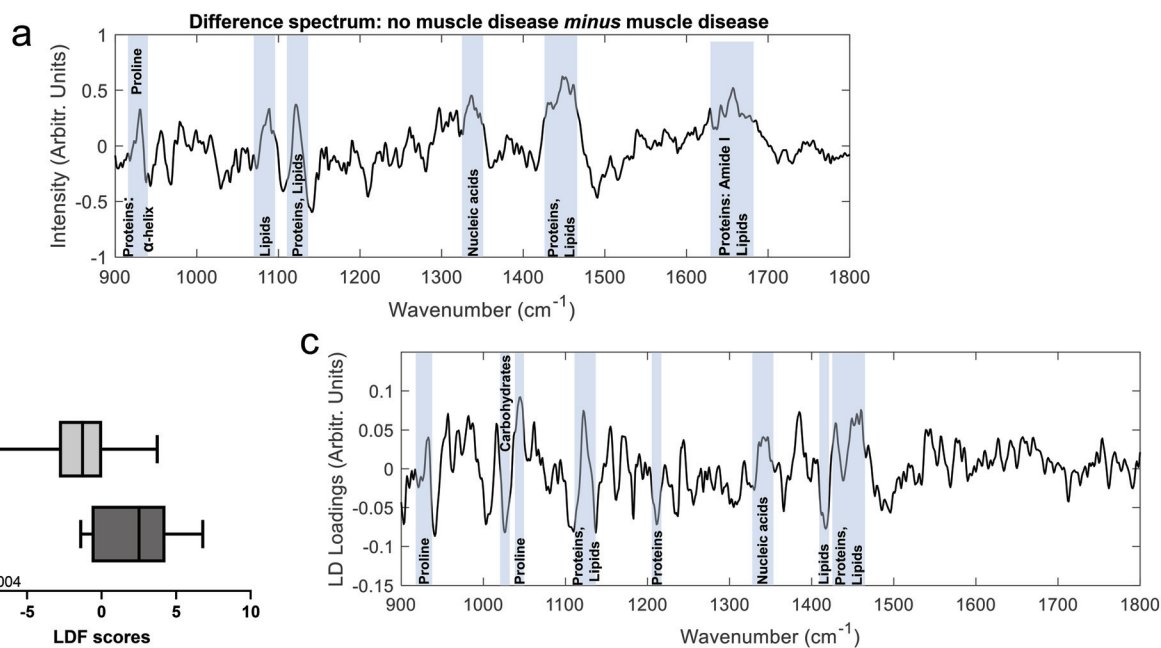 a
Difference spectrum: no muscle disease minus muscle disease
Intensity (Arbitr. Units)
1
0.5
0
-0.5
-1
Proline
Proteins:
α-helix
Lipids
Proteins, Lipids
Nucleic acids
Proteins,
Lipids
Proteins: Amide I
Lipids
900 1000 1100 1200 1300 1400 1500 1600 1700 1800
Wavenumber (cm-1)
004
-5 0 5 10
LDF scores
c
LD Loadings (Arbitr. Units)
0.1
0.05
0
-0.05
-0.1
-0.15
Proline
Carbohydrates
Proline
Proteins,
Lipids
Proteins
Nucleic acids
Lipids
Proteins,
Lipids
900 1000 1100 1200 1300 1400 1500 1600 1700 1800
Wavenumber (cm-1)